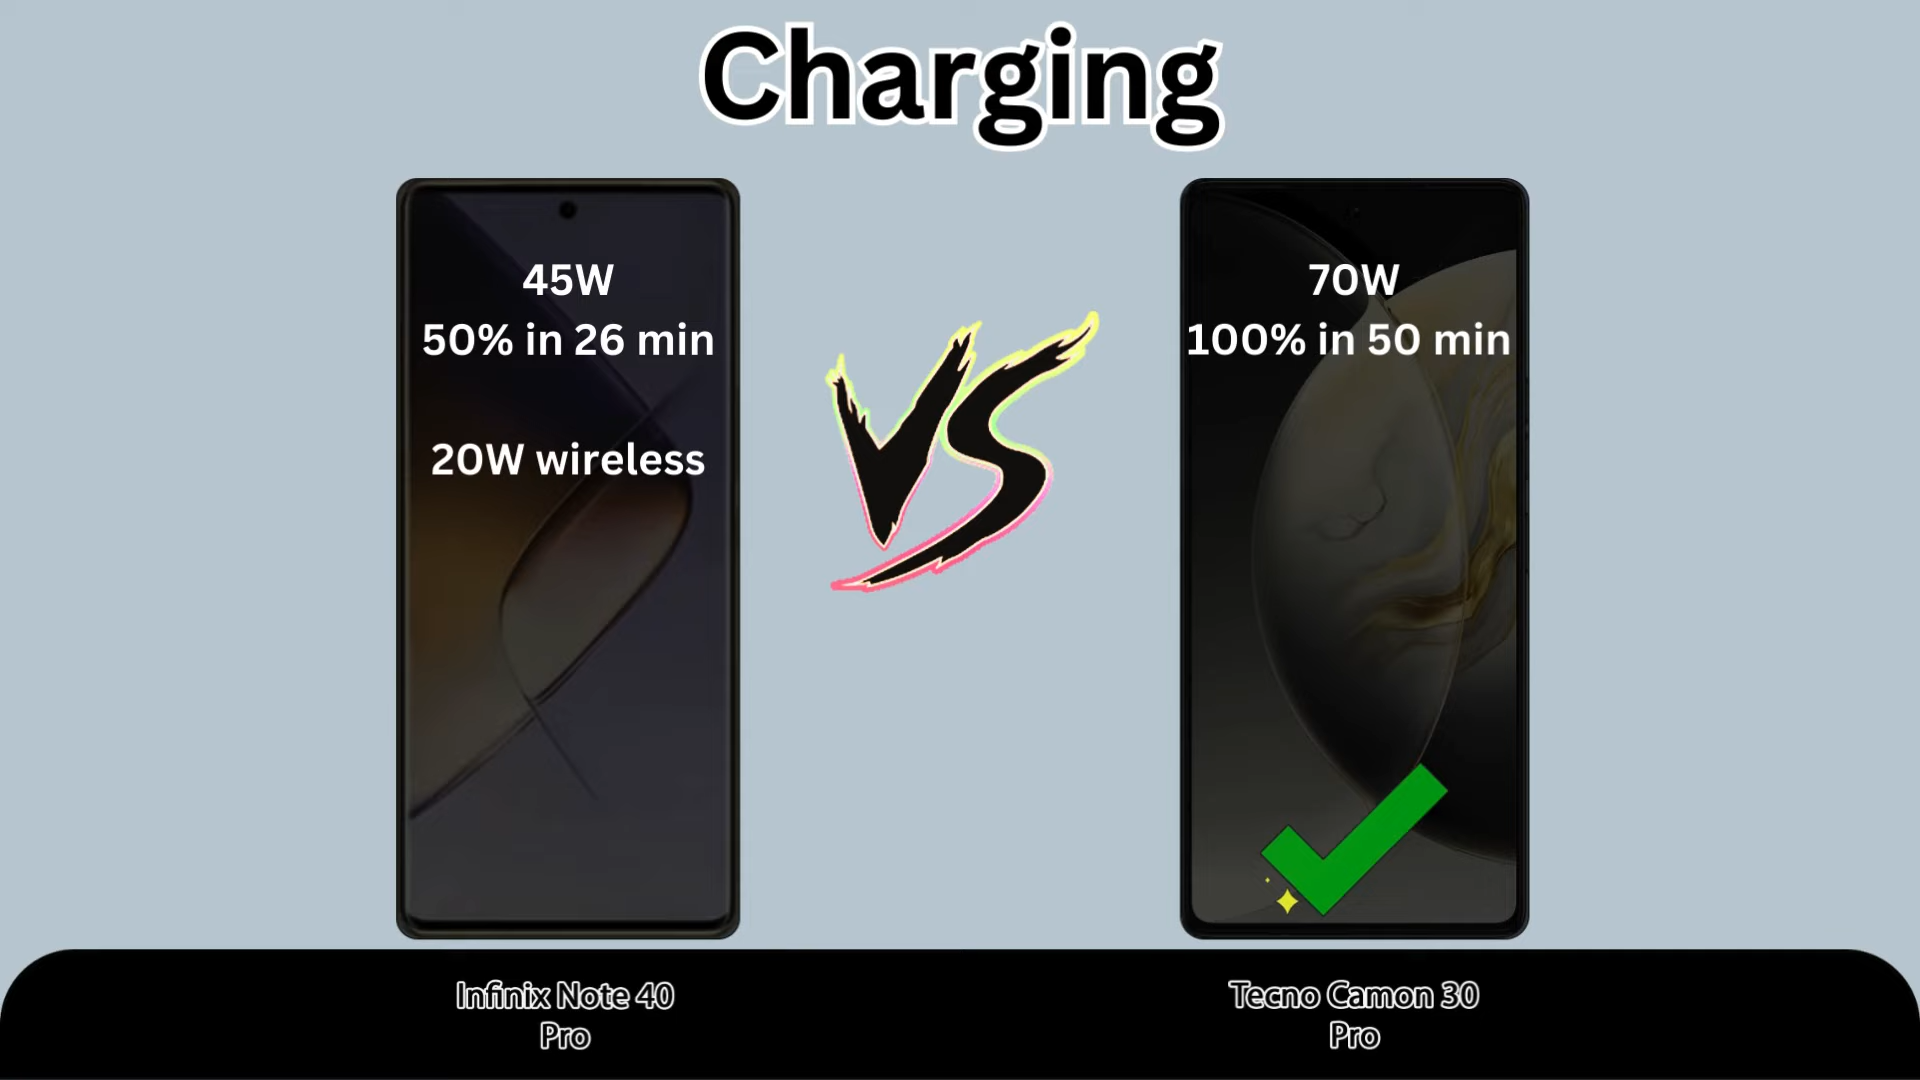 Charging
45W
50% in 26 min
20W wireless
VS
70W
100% in 50 min
Infinix Note 40
Pro
Tecno Camon 30
Pro